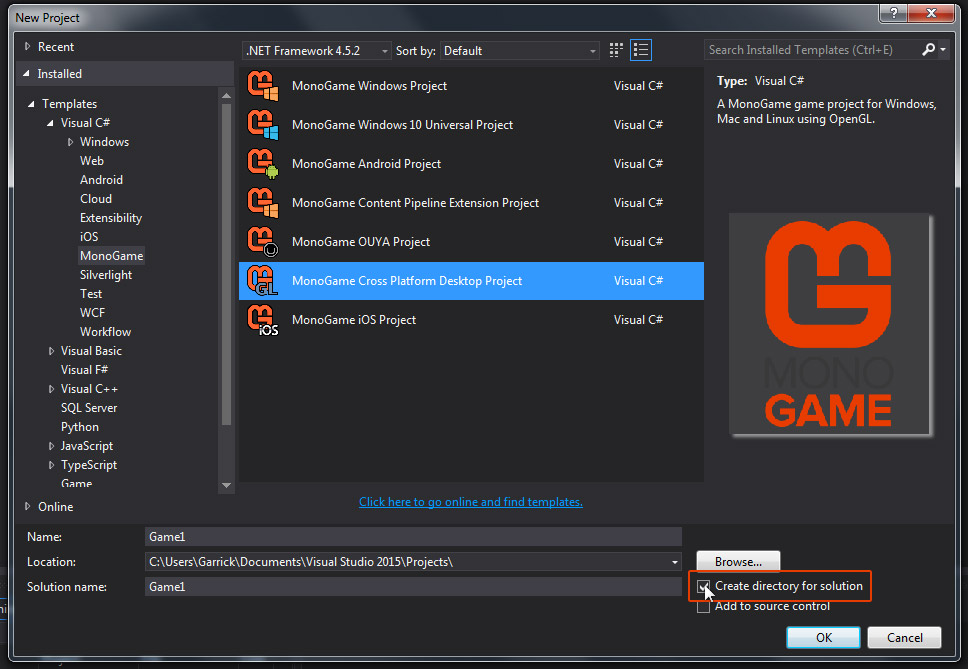 New Project
Recent
Installed
.NET Framework 4.5.2 Sort by: Default
Search Installed Templates (Ctrl+E)
Templates
Visual C#
Windows
Web
Android
Cloud
Extensibility
iOS
MonoGame
Silverlight
Test
WCF
Workflow
Visual Basic
Visual F#
Visual C++
SQL Server
Python
JavaScript
TypeScript
Game
Online
MonoGame Windows Project Visual C#
MonoGame Windows 10 Universal Project Visual C#
MonoGame Android Project Visual C#
MonoGame Content Pipeline Extension Project Visual C#
MonoGame OUYA Project Visual C#
GL
MonoGame Cross Platform Desktop Project Visual C#
iOS
MonoGame iOS Project Visual C#
Click here to go online and find templates.
Type: Visual C#
A MonoGame game project for Windows,
Mac and Linux using OpenGL.
MONO
GAME
Name: Game1
Location: C:\Users\Garrick\Documents\Visual Studio 2015\Projects\ Browse...
Solution name: Game1
Create directory for solution
Add to source control
OK Cancel